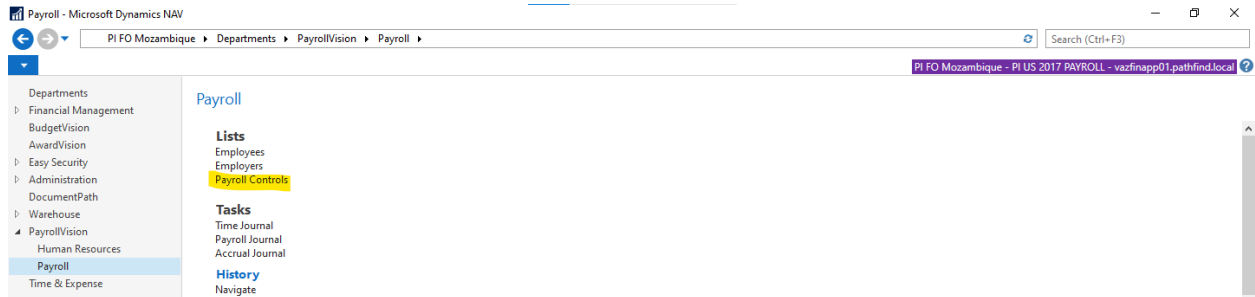 Payroll - Microsoft Dynamics NAV
PI FO Mozambique Departments PayrollVision Payroll
Search (Ctrl+F3)
PI FO Mozambique - PI US 2017 PAYROLL - vazfinapp01.pathfind.local
Departments
Financial Management
BudgetVision
AwardVision
Easy Security
Administration
DocumentPath
Warehouse
PayrollVision
Human Resources
Payroll
Time & Expense
Payroll
Lists
Employees
Employers
Payroll Controls
Tasks
Time Journal
Payroll Journal
Accrual Journal
History
Navigate